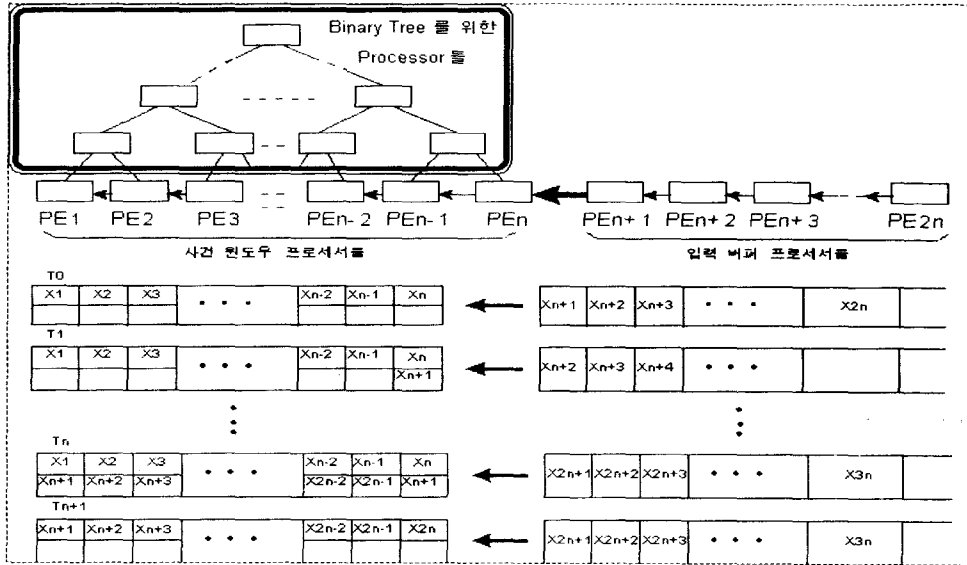 Binary Tree 를 위한
Processor 들
PE1 PE2 PE3 PEn-2 PEn-1 PEn PEn+1 PEn+2 PEn+3 PE2n
사건 윈도우 프로세서들 입력 버퍼 프로세서들
T0
X1 X2 X3 • • • Xn-2 Xn-1 Xn Xn+1 Xn+2 Xn+3 • • • X2n
T1
X1 X2 X3 • • • Xn-2 Xn-1 Xn Xn+2 Xn+3 Xn+4 • • •
Xn+1
Tn
X1 X2 X3 • • • Xn-2 Xn-1 Xn X2n+1 X2n+2 X2n+3 • • • X3n
Xn+1 Xn+2 Xn+3 X2n-2 X2n-1 Xn+1
Tn+1
Xn+1 Xn+2 Xn+3 • • • X2n-2 X2n-1 X2n X2n+1 X2n+2 X2n+3 • • • X3n